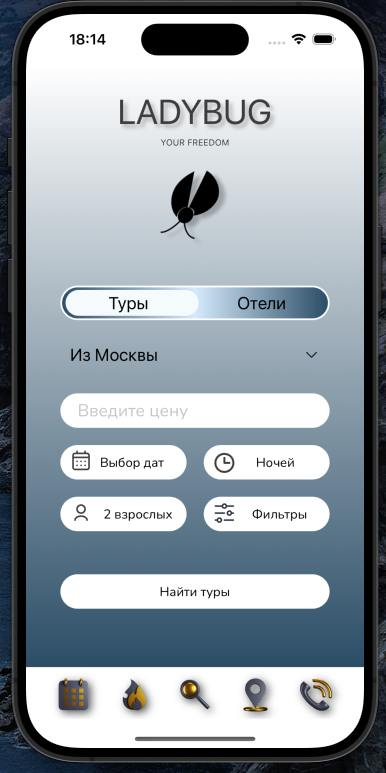 18:14
LADYBUG
YOUR FREEDOM
Туры Отели
Из Москвы
Введите цену
Выбор дат Ночей
2 взрослых Фильтры
Найти туры